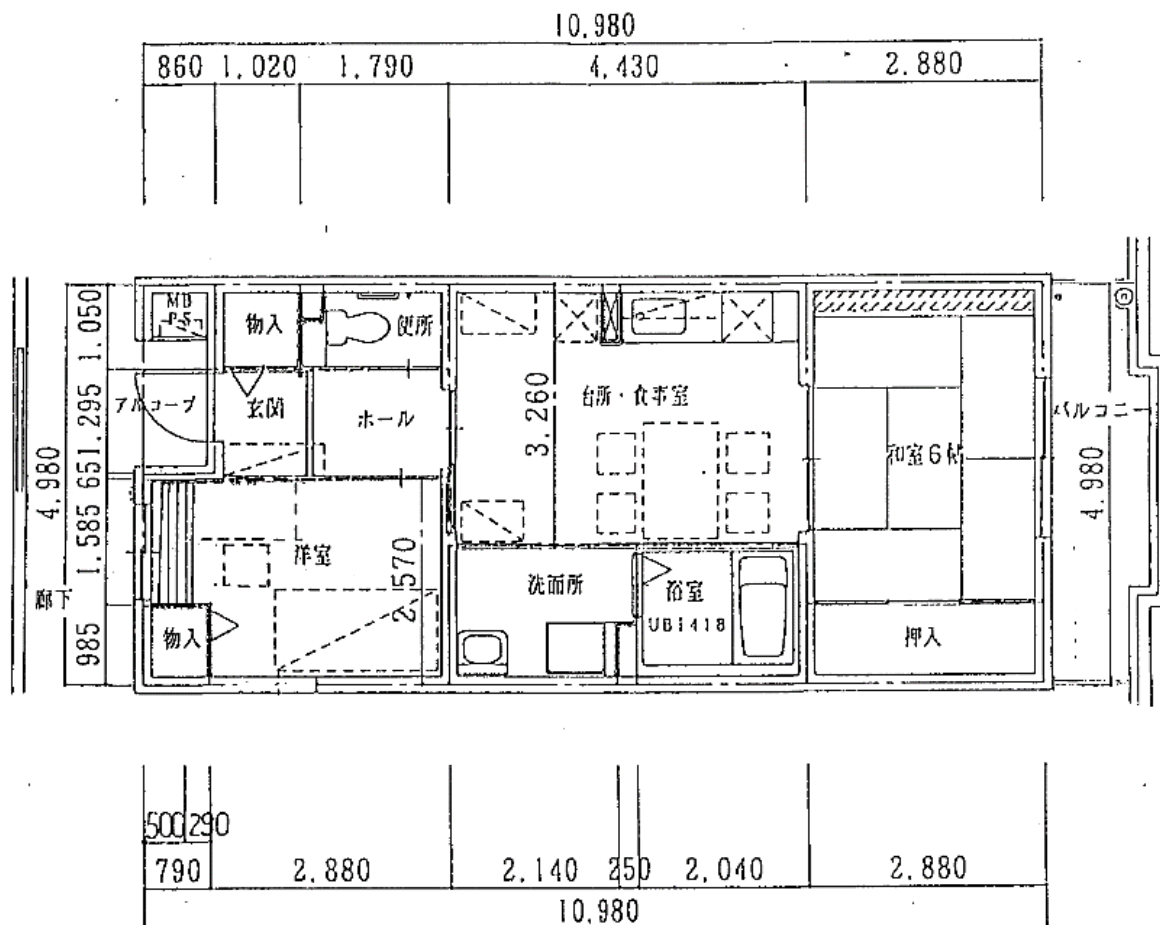 10,980
860 1,020 1,790 4,430 2,880
MB
PS
物入
便所
1,050
アルコーブ
玄関
ホール
3,260
台所・食事室
和室6帖
バルコニー
1,295
65
4,980
4,980
1,585
洋室
2,570
洗面所
浴室
UB1418
廊下
985
物入
押入
500 290
790 2,880 2,140 250 2,040 2,880
10,980